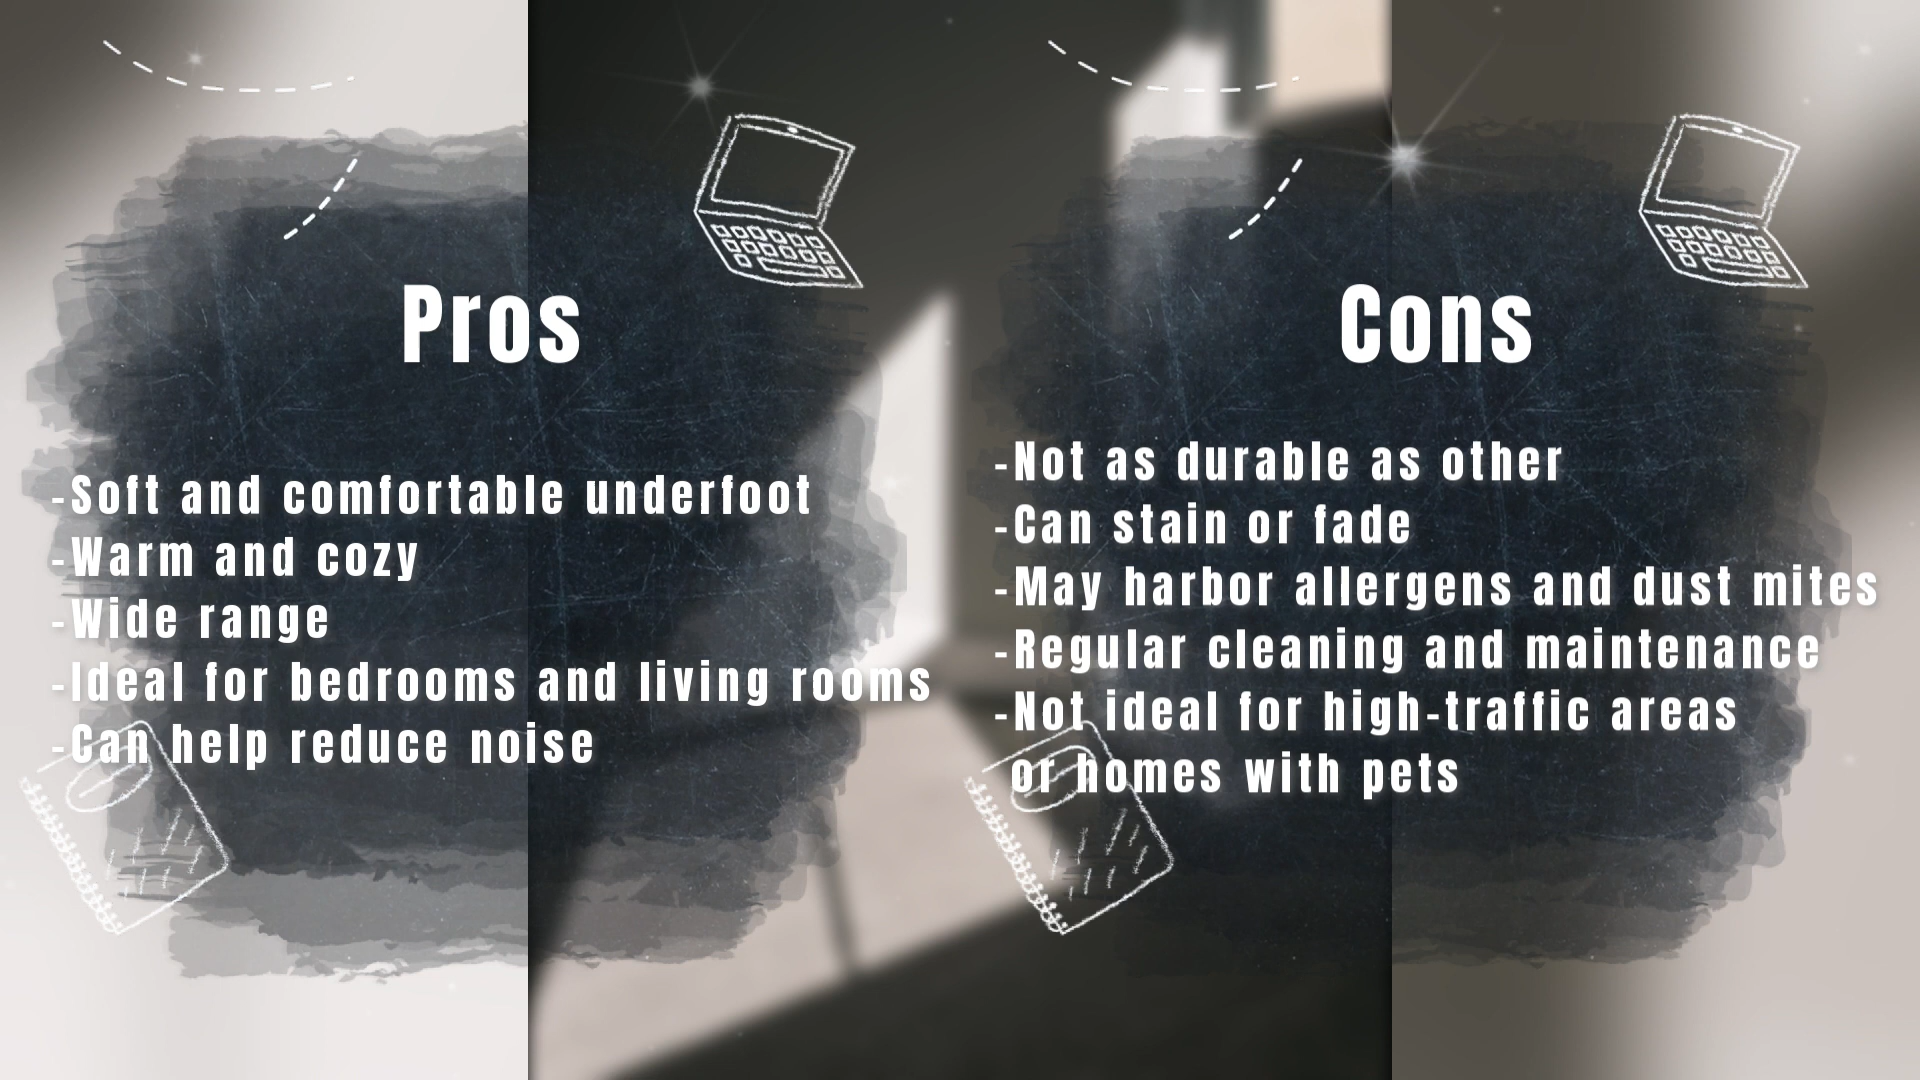 Pros
-Soft and comfortable underfoot
-Warm and cozy
-Wide range
-Ideal for bedrooms and living rooms
-Can help reduce noise
Cons
-Not as durable as other
-Can stain or fade
-May harbor allergens and dust mites
-Regular cleaning and maintenance
-Not ideal for high-traffic areas
or homes with pets